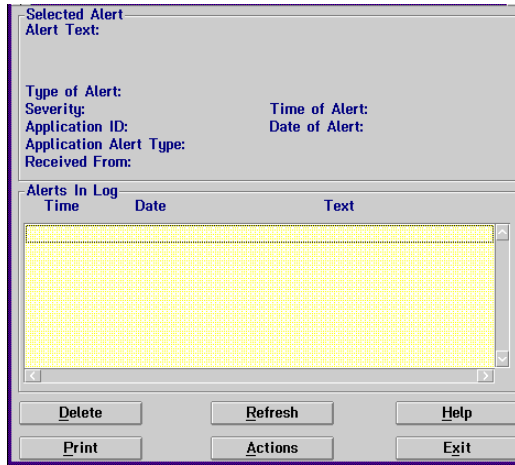 Selected Alert
Alert Text:
Type of Alert:
Severity: Time of Alert:
Application ID: Date of Alert:
Application Alert Type:
Received From:
Alerts In Log
Time Date Text
Delete Refresh Help
Print Actions Exit